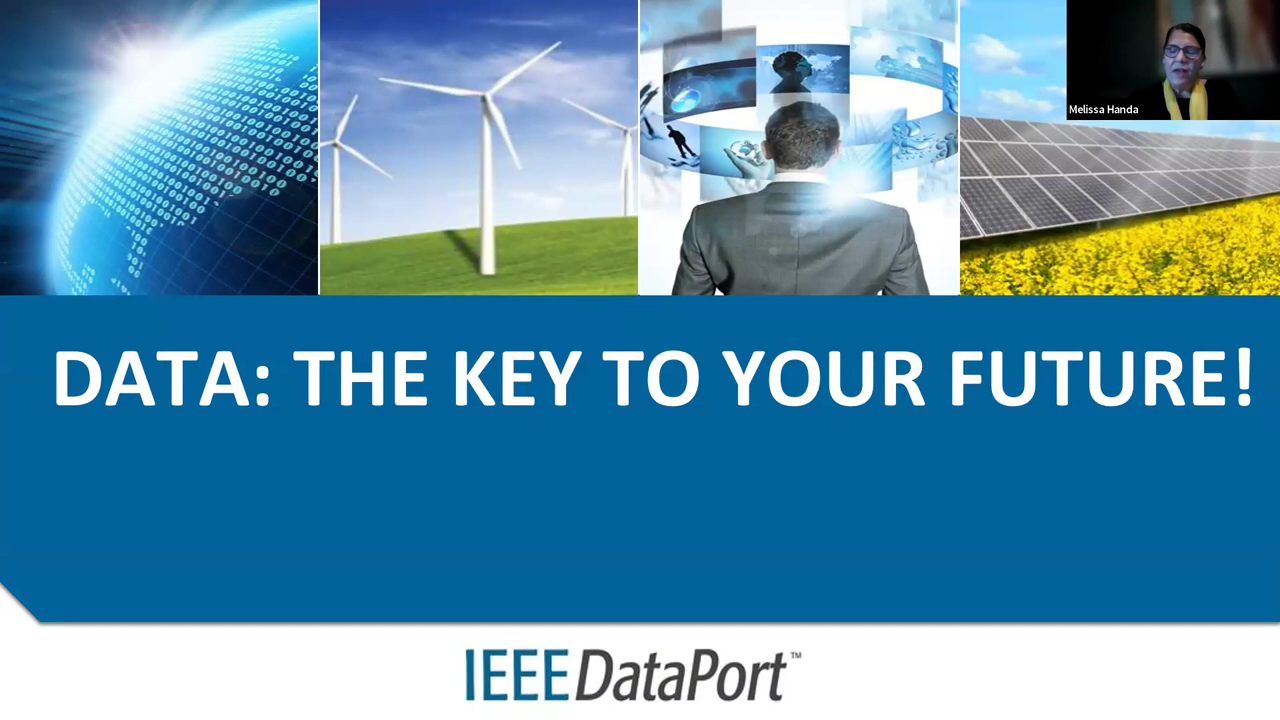 Melissa Handa
DATA: THE KEY TO YOUR FUTURE!
IEEE DataPort™